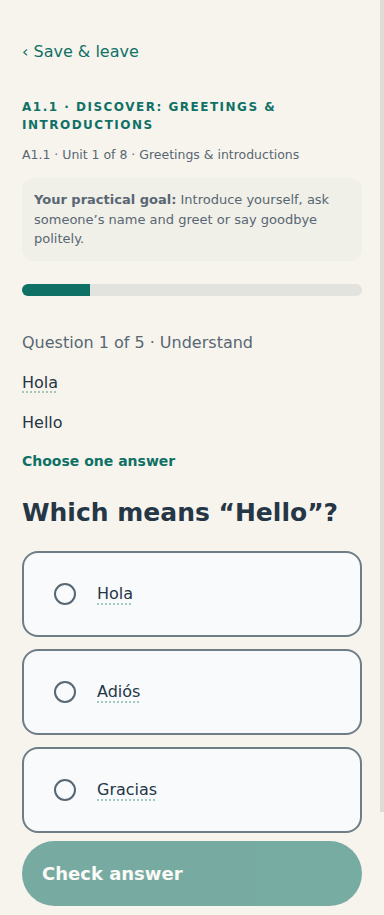 ‹ Save & leave
A1.1 · DISCOVER: GREETINGS &
INTRODUCTIONS
A1.1 · Unit 1 of 8 · Greetings & introductions
Your practical goal: Introduce yourself, ask
someone’s name and greet or say goodbye
politely.
Question 1 of 5 · Understand
Hola
Hello
Choose one answer
Which means “Hello”?
Hola
Adiós
Gracias
Check answer